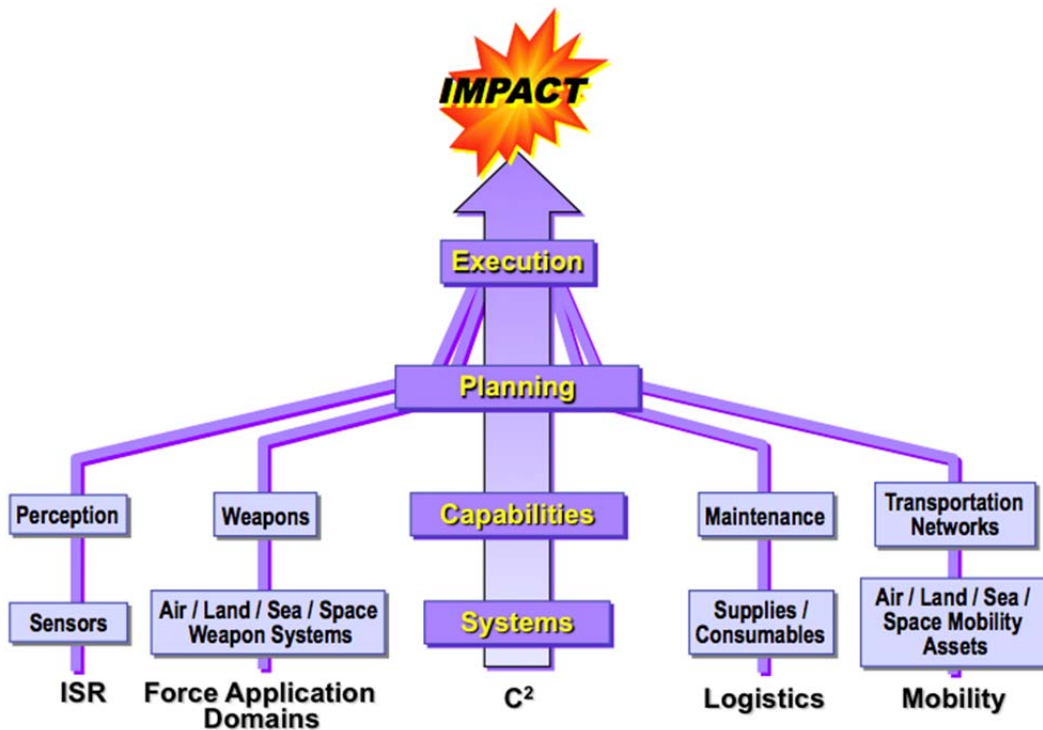 IMPACT
Execution
Planning
Perception
Weapons
Capabilities
Maintenance
Transportation
Networks
Sensors
Air / Land / Sea / Space
Weapon Systems
Systems
Supplies /
Consumables
Air / Land / Sea /
Space Mobility
Assets
ISR
Force Application
Domains
C²
Logistics
Mobility